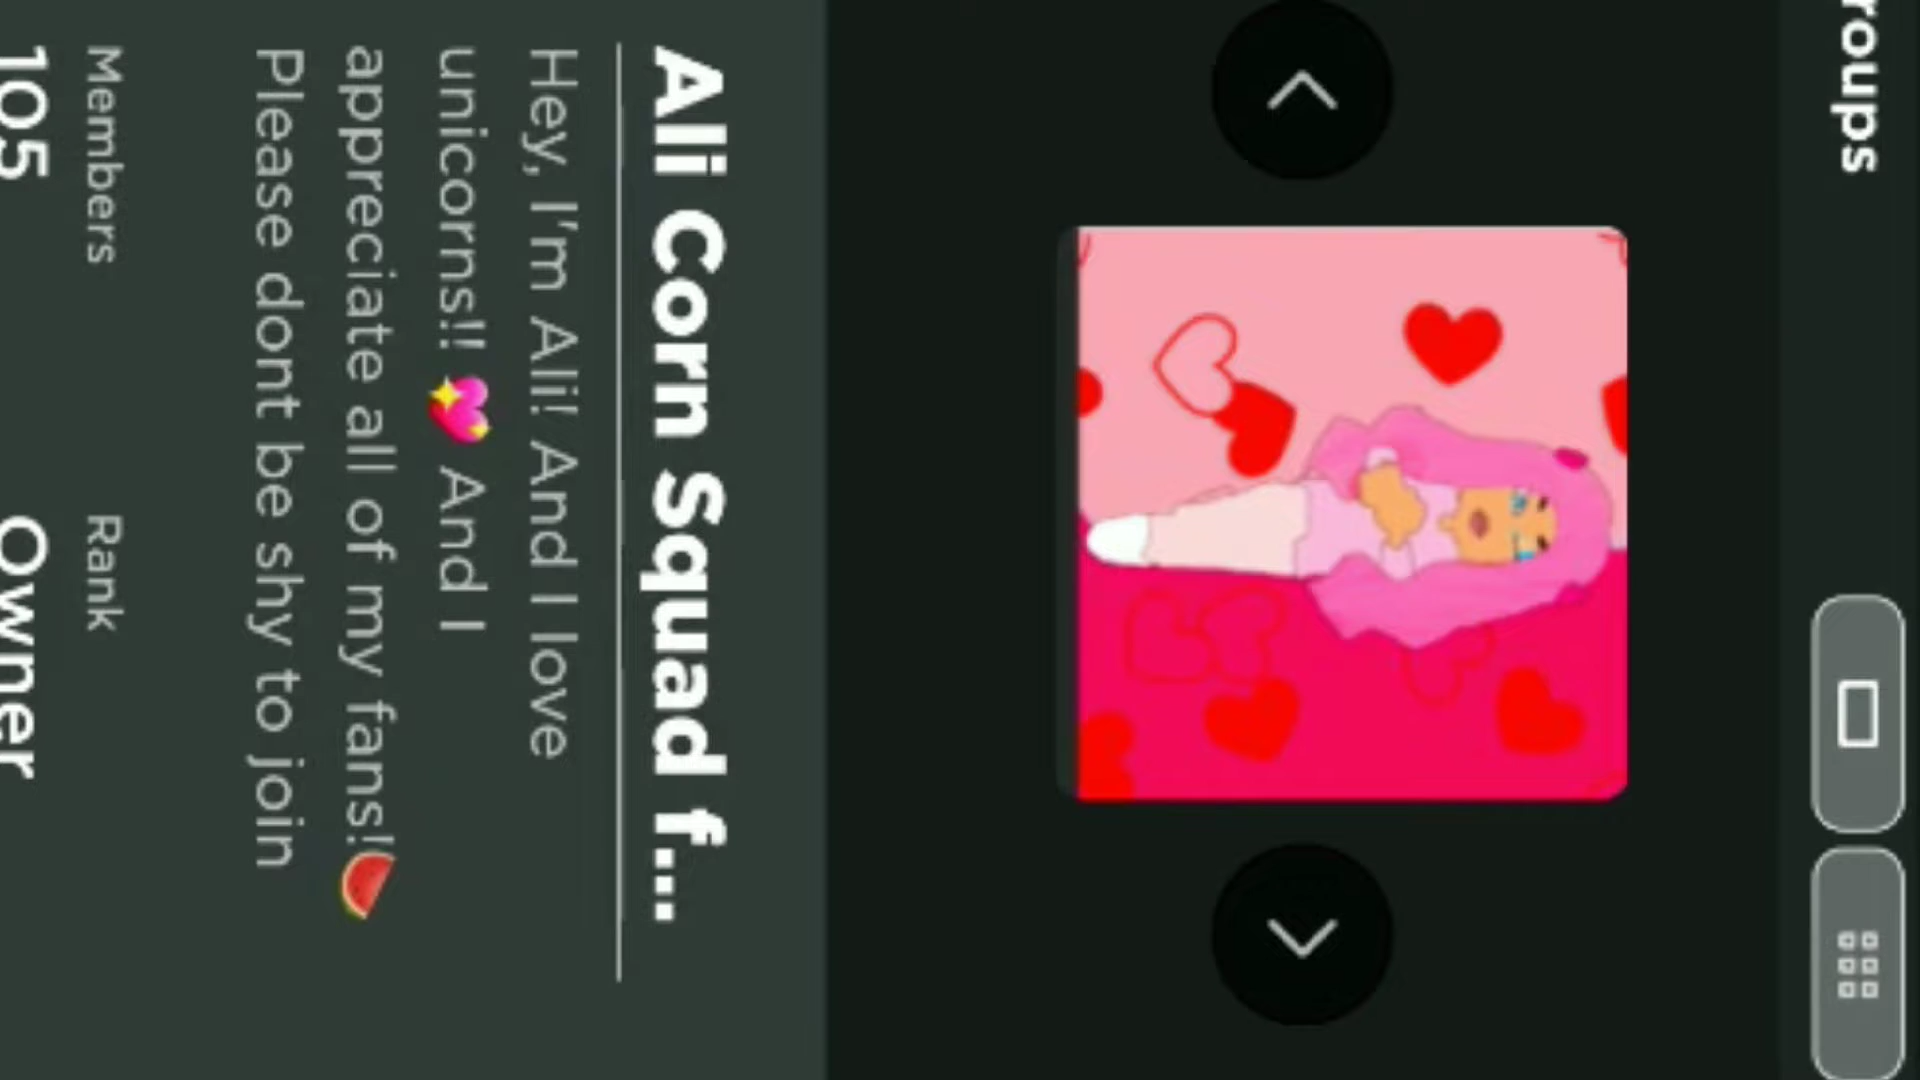 roups
Ali Corn Squad f...
Hey, I'm Ali! And I love
unicorns!! 💖 And I
appreciate all of my fans!🍉
Please dont be shy to join
Members
Rank
105
Owner